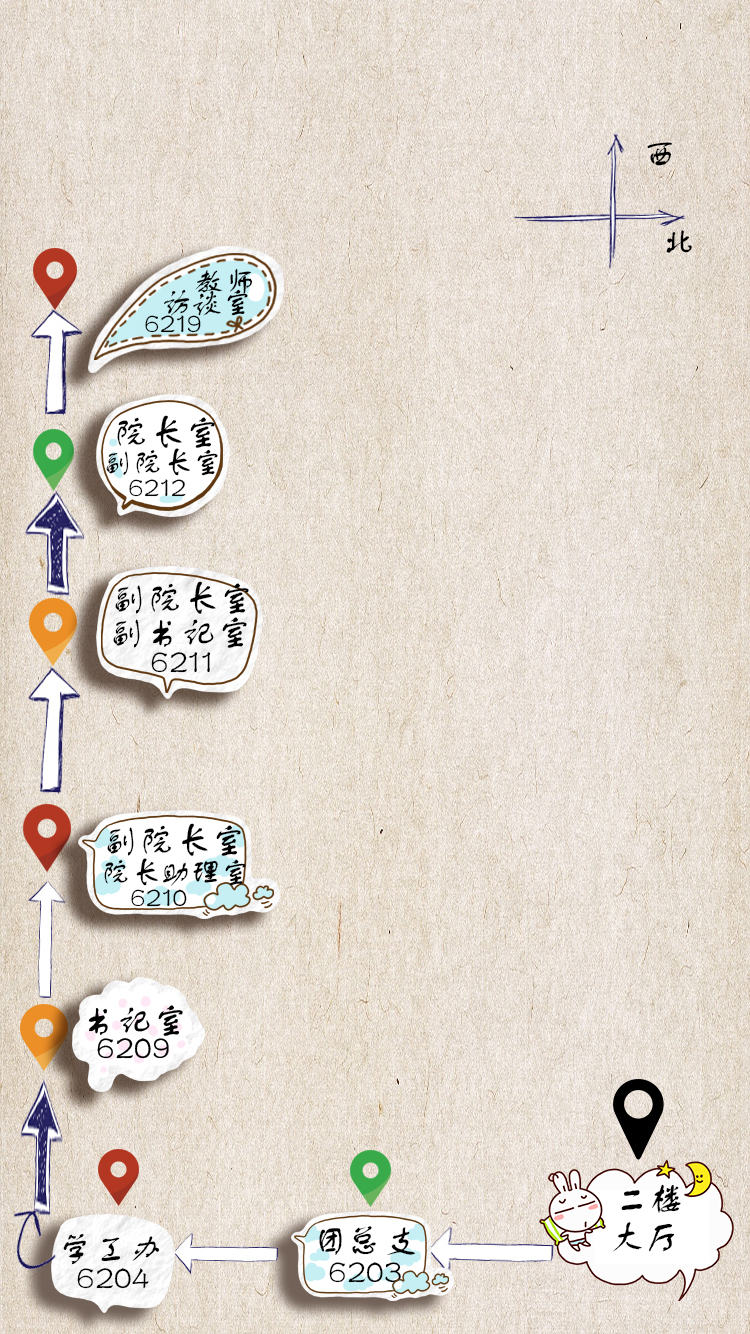 西
北
教师
访谈室
6219
院长室
副院长室
6212
副院长室
副书记室
6211
副院长室
院长助理室
6210
书记室
6209
学工办
6204
团总支
6203
二楼
大厅